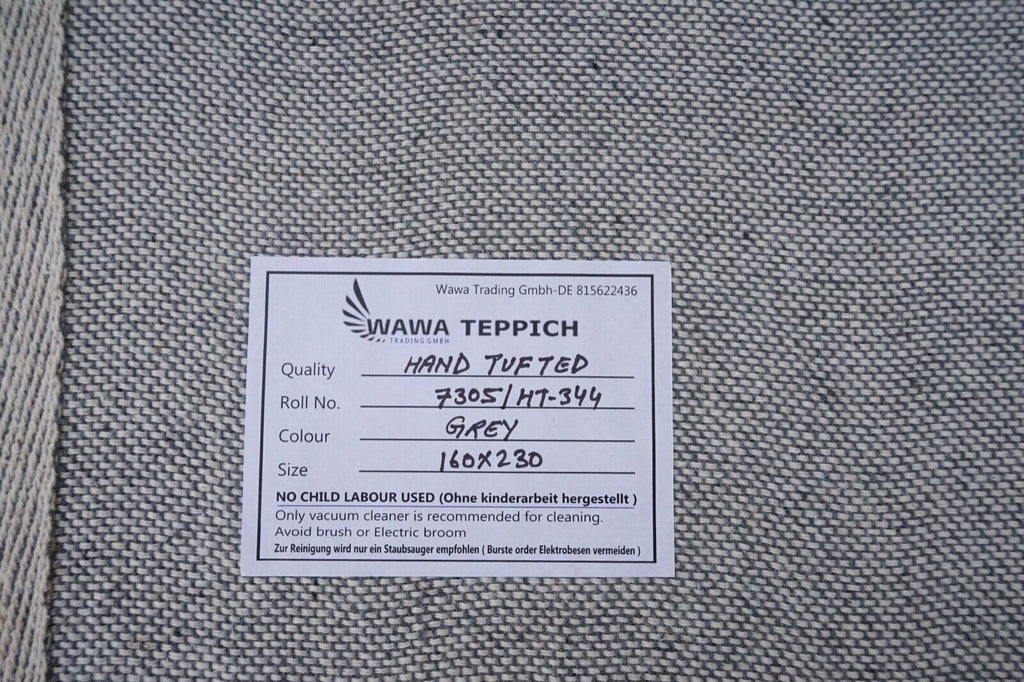 Wawa Trading Gmbh-DE 815622436
WAWA TEPPICH
TRADING GMBH
Quality HAND TUFTED
Roll No. 7305/HT-344
Colour GREY
Size 160X230
NO CHILD LABOUR USED (Ohne kinderarbeit hergestellt )
Only vacuum cleaner is recommended for cleaning.
Avoid brush or Electric broom
Zur Reinigung wird nur ein Staubsauger empfohlen ( Burste order Elektrobesen vermeiden )